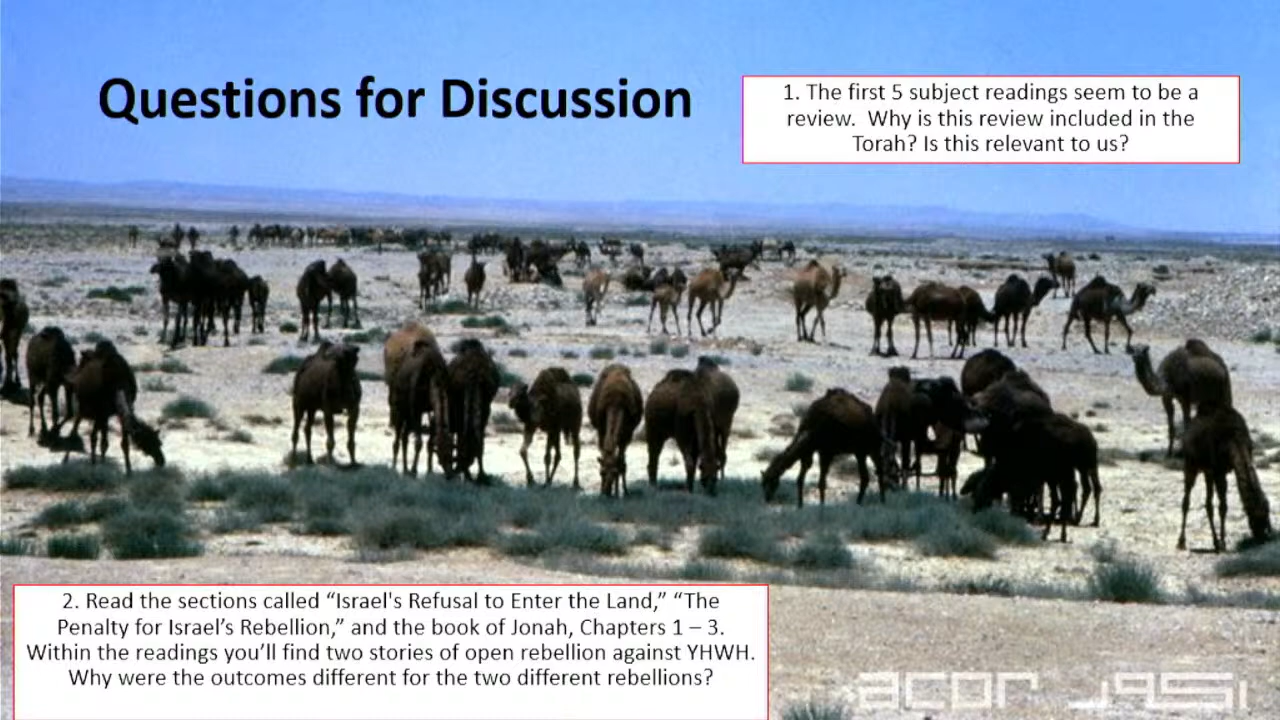 Questions for Discussion
1. The first 5 subject readings seem to be a
review.  Why is this review included in the
Torah? Is this relevant to us?
2. Read the sections called “Israel's Refusal to Enter the Land,” “The
Penalty for Israel’s Rebellion,” and the book of Jonah, Chapters 1 – 3.
Within the readings you’ll find two stories of open rebellion against YHWH.
Why were the outcomes different for the two different rebellions?
acor اكور